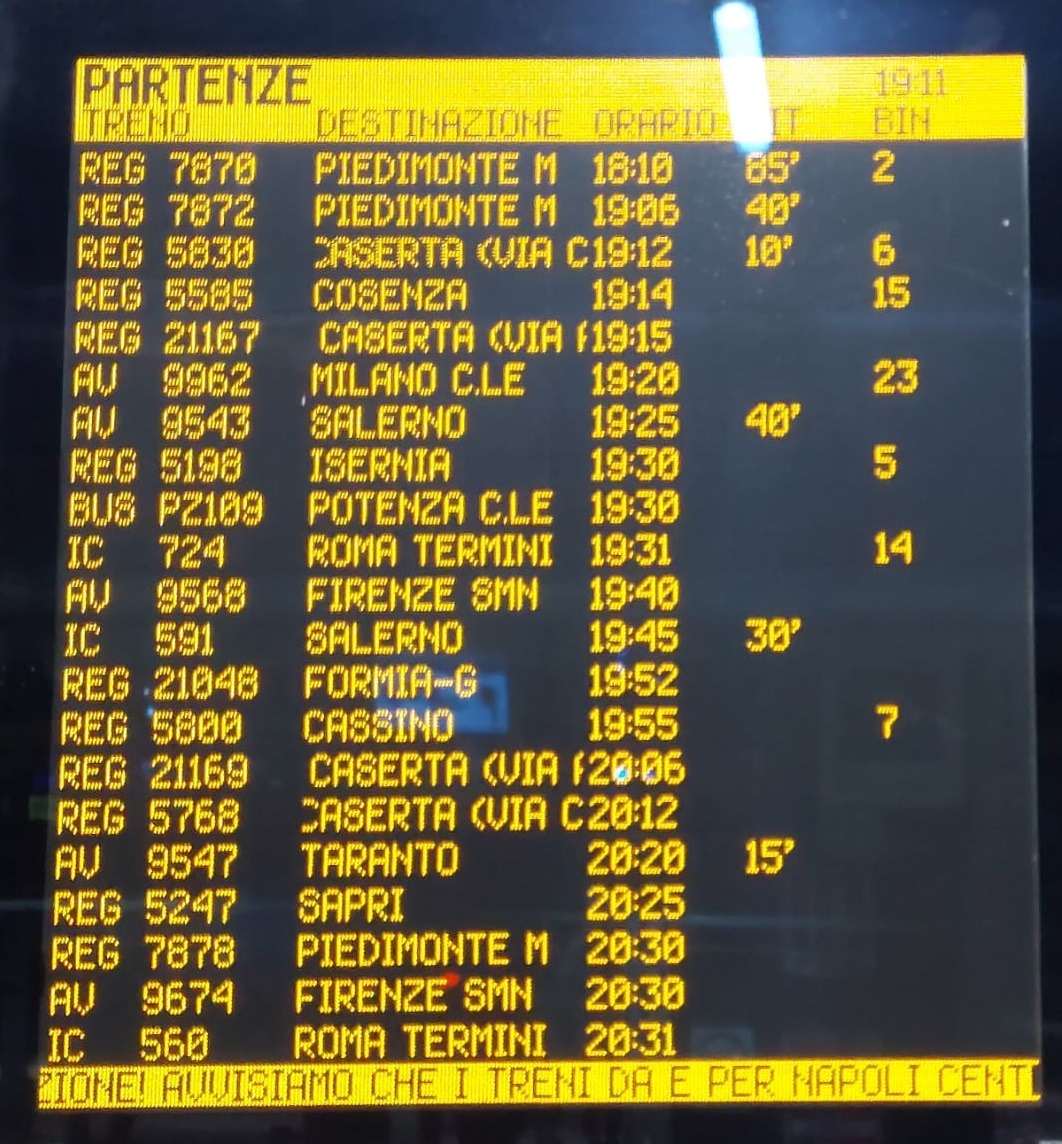 PARTENZE 19:11
TRENO DESTINAZIONE ORARIO BIN
REG 7870 PIEDIMONTE M 18:10 85' 2
REG 7872 PIEDIMONTE M 19:06 40'
REG 5830 CASERTA (VIA C 19:12 10' 6
REG 5585 COSENZA 19:14 15
REG 21167 CASERTA (VIA 19:15
AV 9962 MILANO C.LE 19:20 23
AV 9543 SALERNO 19:25 40'
REG 5198 ISERNIA 19:30 5
BUS PZ109 POTENZA C.LE 19:30
IC 724 ROMA TERMINI 19:31 14
AV 9568 FIRENZE SMN 19:40
IC 591 SALERNO 19:45 30'
REG 21048 FORMIA-G 19:52
REG 5800 CASSINO 19:55 7
REG 21169 CASERTA (VIA 20:06
REG 5768 CASERTA (VIA C 20:12
AV 9547 TARANTO 20:20 15'
REG 5247 SAPRI 20:25
REG 7878 PIEDIMONTE M 20:30
AV 9674 FIRENZE SMN 20:30
IC 560 ROMA TERMINI 20:31
ZIONE! AVVISIAMO CHE I TRENI DA E PER NAPOLI CENT